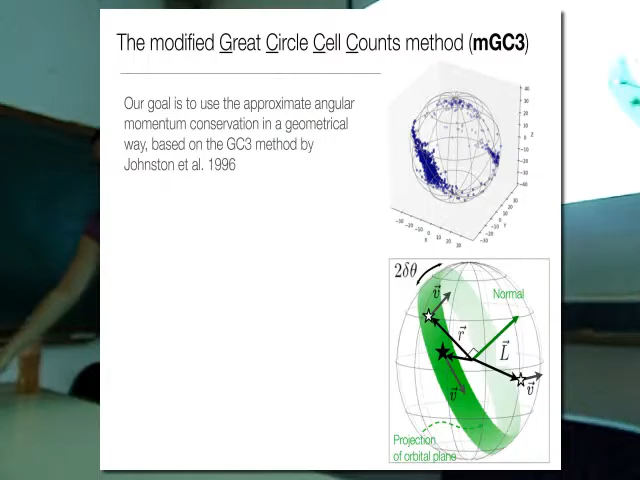 The modified Great Circle Cell Counts method (mGC3)
Our goal is to use the approximate angular
momentum conservation in a geometrical
way, based on the GC3 method by
Johnston et al. 1996
2δθ
v⃗
Normal
r⃗
L⃗
v⃗
v⃗
Projection
of orbital plane